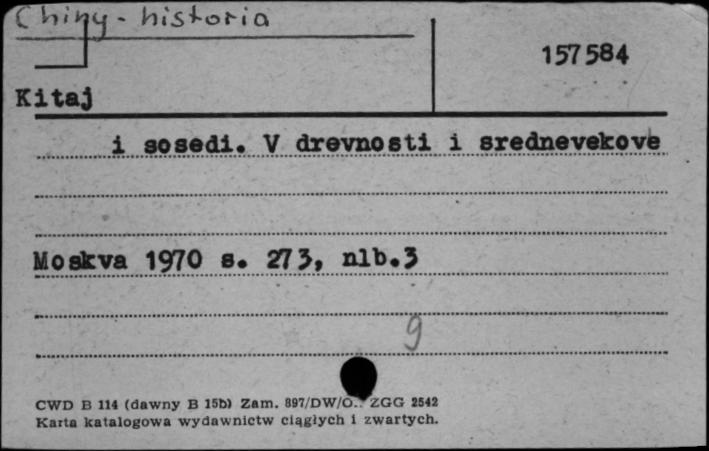 Chiny - historia
157584
Kitaj
i sosedi. V drevnosti i srednevekove
Moskva 1970 s. 273, nlb.3
9
CWD B 114 (dawny B 15b) Zam. 897/DW/O.. ZGG 2542
Karta katalogowa wydawnictw ciągłych i zwartych.